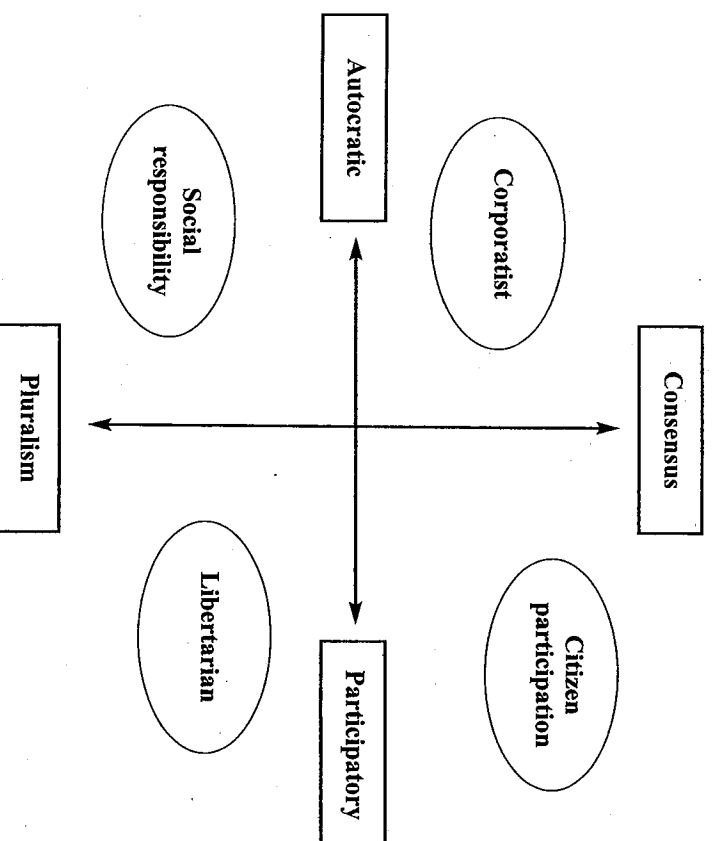 Consensus
Corporatist
Citizen
participation
Autocratic
Participatory
Social
responsibility
Libertarian
Pluralism